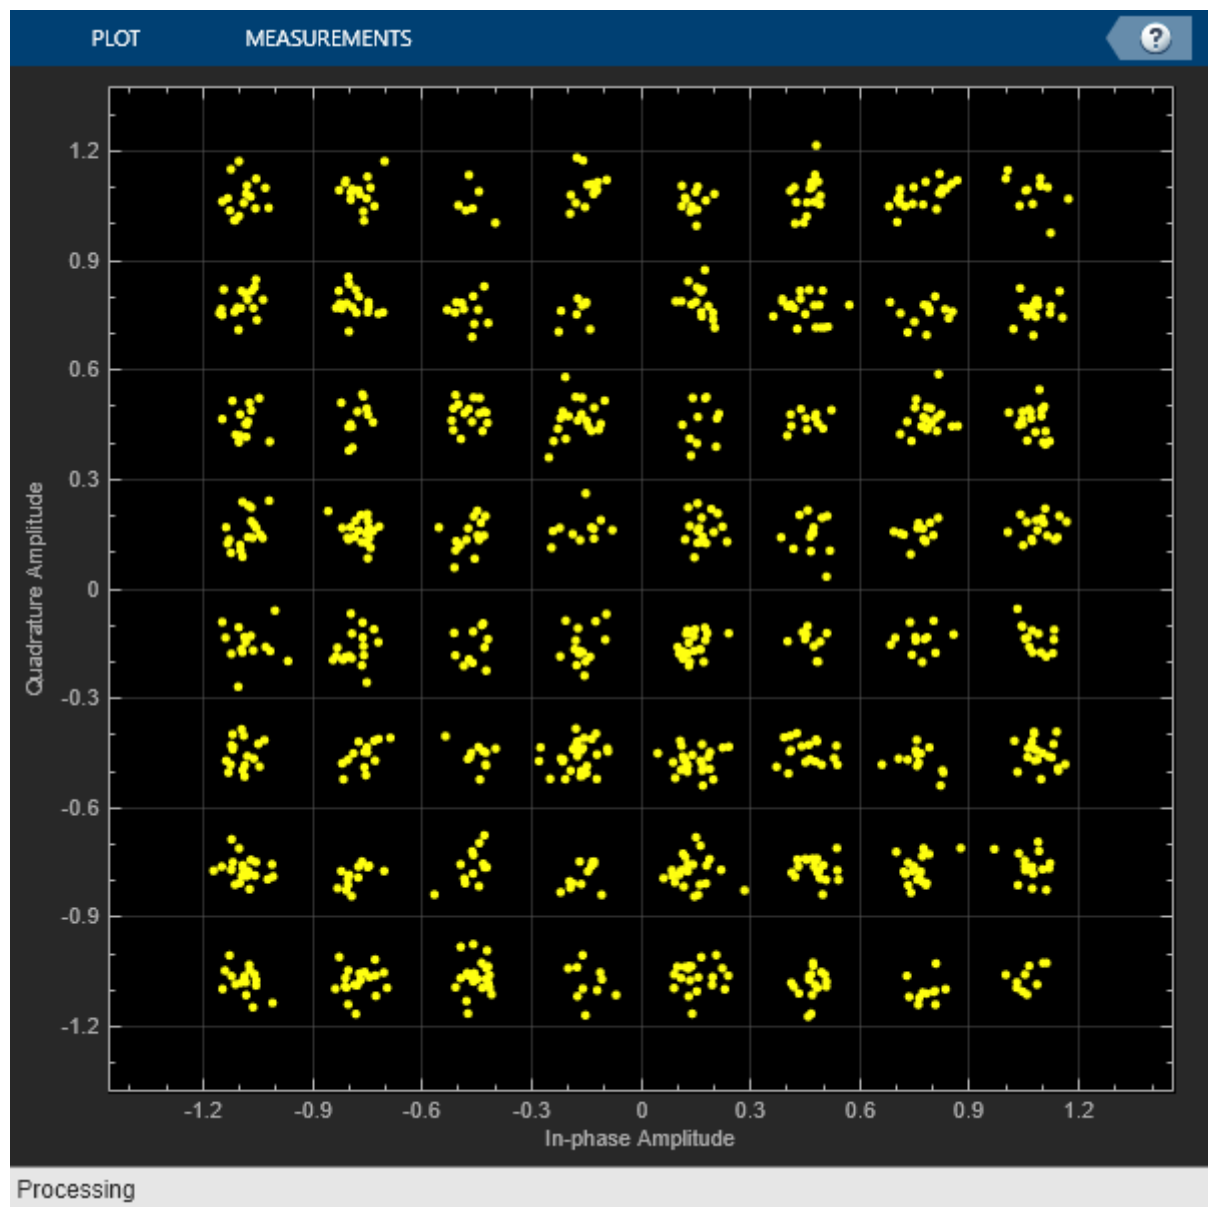 PLOT MEASUREMENTS ?
1.2
0.9
0.6
0.3
0
-0.3
-0.6
-0.9
-1.2
Quadrature Amplitude
-1.2 -0.9 -0.6 -0.3 0 0.3 0.6 0.9 1.2
In-phase Amplitude
Processing